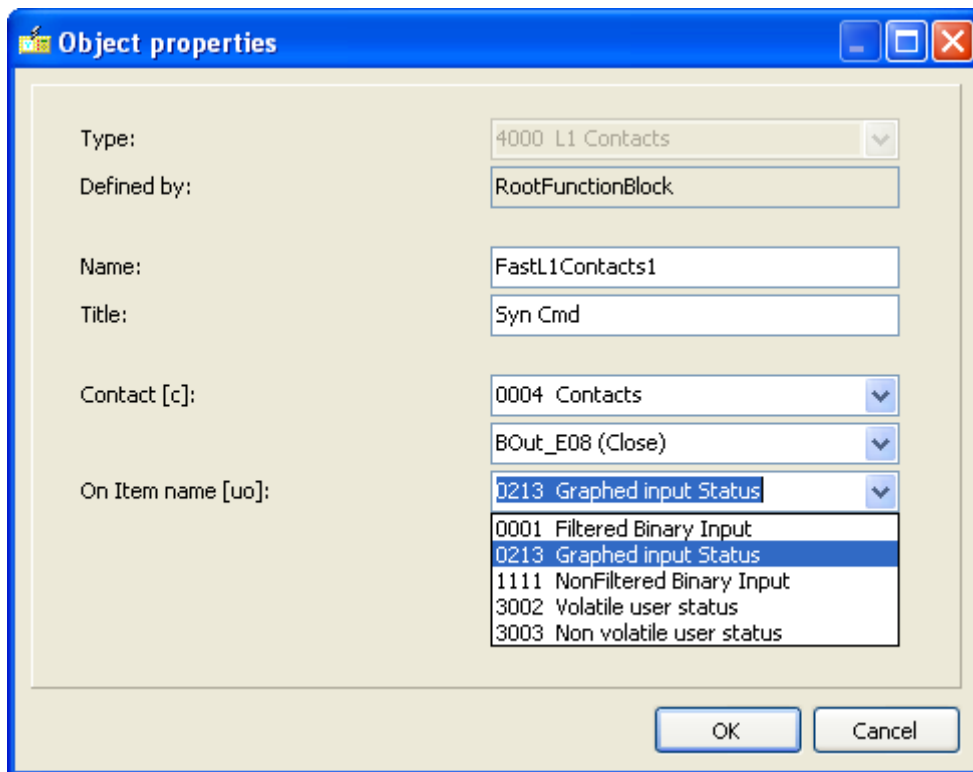 Object properties
Type:
4000 L1 Contacts
Defined by:
RootFunctionBlock
Name:
FastL1Contacts1
Title:
Syn Cmd
Contact [c]:
0004 Contacts
BOut_E08 (Close)
On Item name [uo]:
0213 Graphed input Status
0001 Filtered Binary Input
0213 Graphed input Status
1111 NonFiltered Binary Input
3002 Volatile user status
3003 Non volatile user status
OK
Cancel